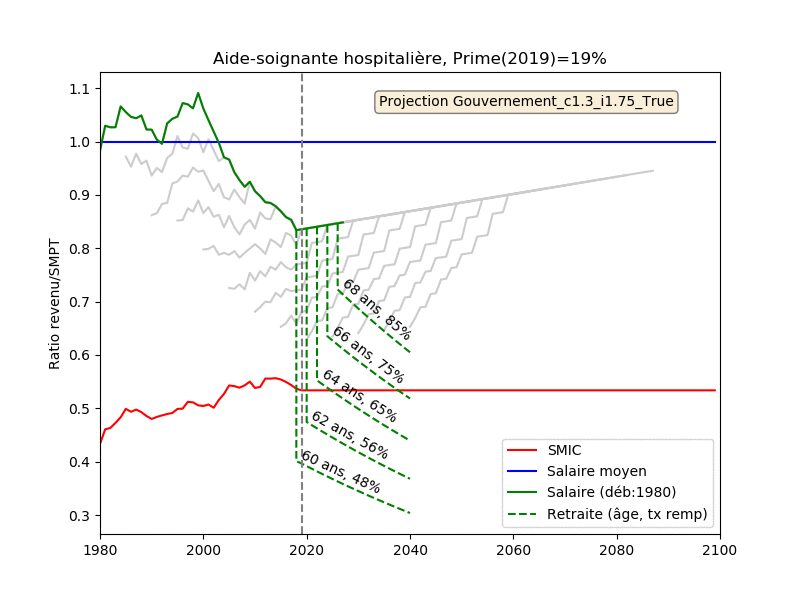 Aide-soignante hospitalière, Prime(2019)=19%
Projection Gouvernement_c1.3_i1.75_True
Ratio revenu/SMPT
1.1
1.0
0.9
0.8
0.7
0.6
0.5
0.4
0.3
68 ans, 85%
66 ans, 75%
64 ans, 65%
62 ans, 56%
60 ans, 48%
SMIC
Salaire moyen
Salaire (déb:1980)
Retraite (âge, tx remp)
1980
2000
2020
2040
2060
2080
2100